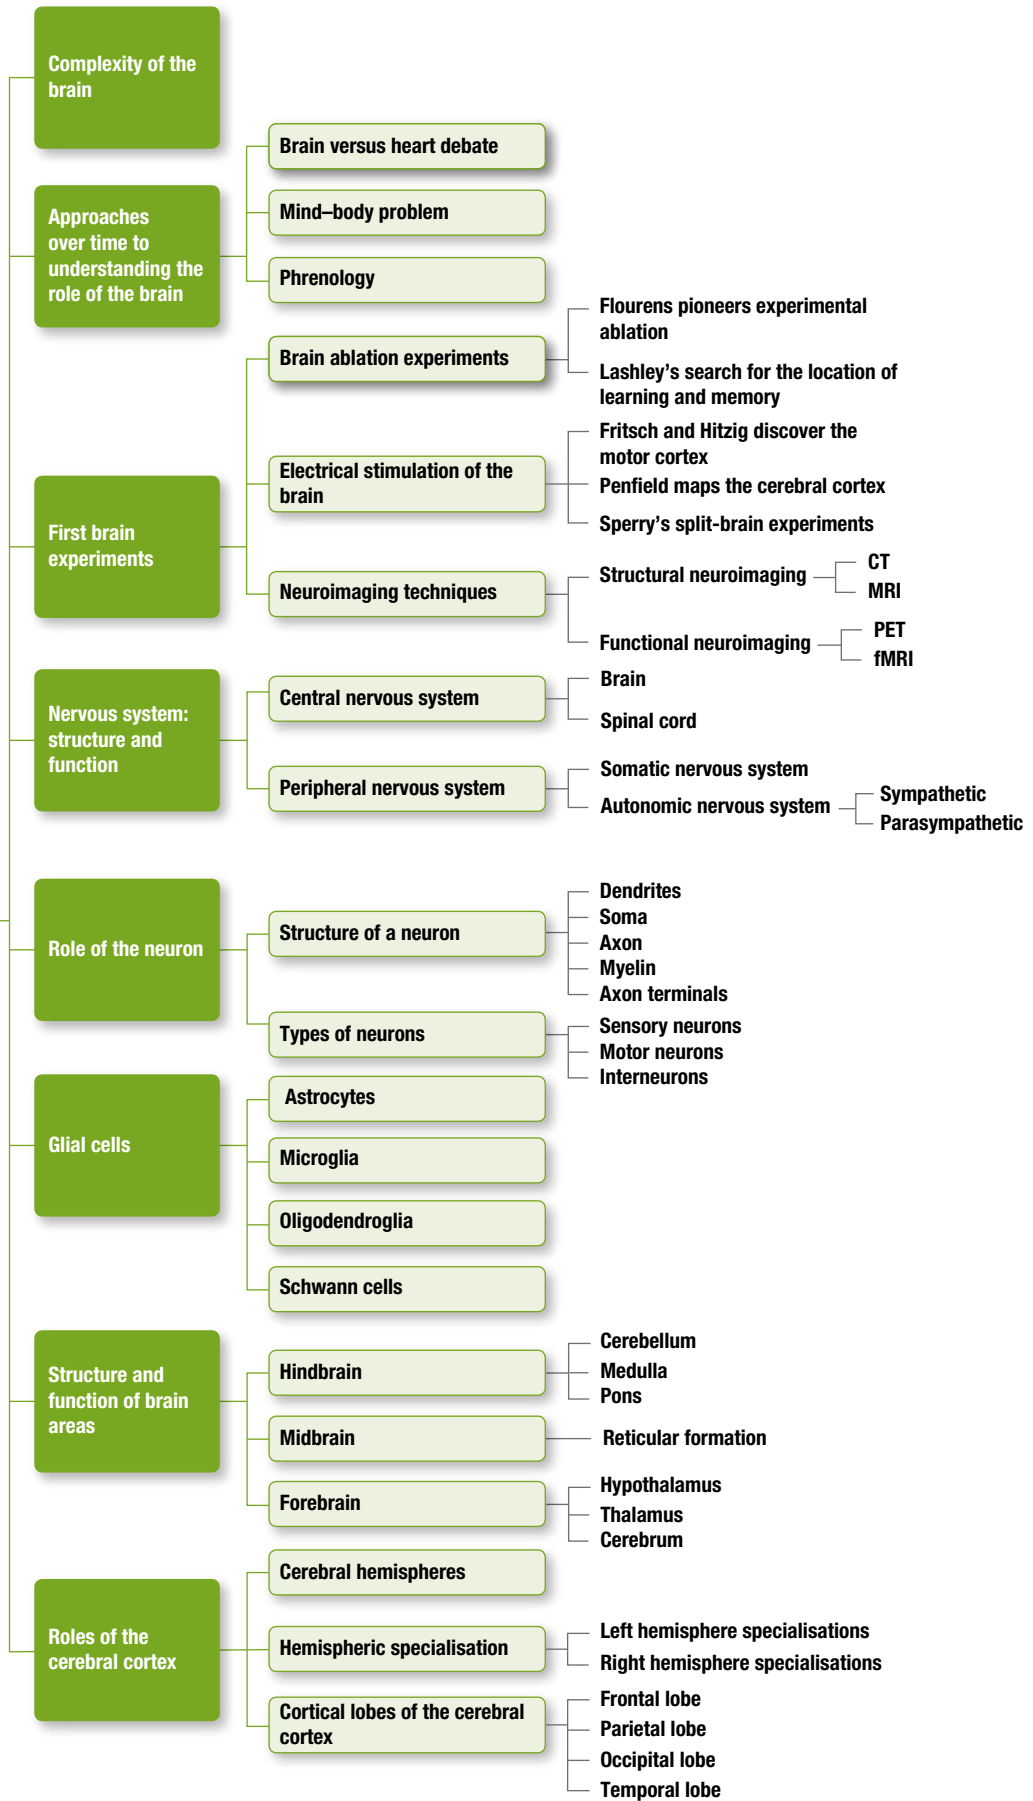 Complexity of the
brain
Approaches
over time to
understanding the
role of the brain
Brain versus heart debate
Mind–body problem
Phrenology
First brain
experiments
Brain ablation experiments
Flourens pioneers experimental
ablation
Lashley's search for the location of
learning and memory
Electrical stimulation of the
brain
Fritsch and Hitzig discover the
motor cortex
Penfield maps the cerebral cortex
Sperry's split-brain experiments
Neuroimaging techniques
Structural neuroimaging
CT
MRI
Functional neuroimaging
PET
fMRI
Nervous system:
structure and
function
Central nervous system
Brain
Spinal cord
Peripheral nervous system
Somatic nervous system
Autonomic nervous system
Sympathetic
Parasympathetic
Role of the neuron
Structure of a neuron
Dendrites
Soma
Axon
Myelin
Axon terminals
Types of neurons
Sensory neurons
Motor neurons
Interneurons
Glial cells
Astrocytes
Microglia
Oligodendroglia
Schwann cells
Structure and
function of brain
areas
Hindbrain
Cerebellum
Medulla
Pons
Midbrain
Reticular formation
Forebrain
Hypothalamus
Thalamus
Cerebrum
Roles of the
cerebral cortex
Cerebral hemispheres
Hemispheric specialisation
Left hemisphere specialisations
Right hemisphere specialisations
Cortical lobes of the cerebral
cortex
Frontal lobe
Parietal lobe
Occipital lobe
Temporal lobe